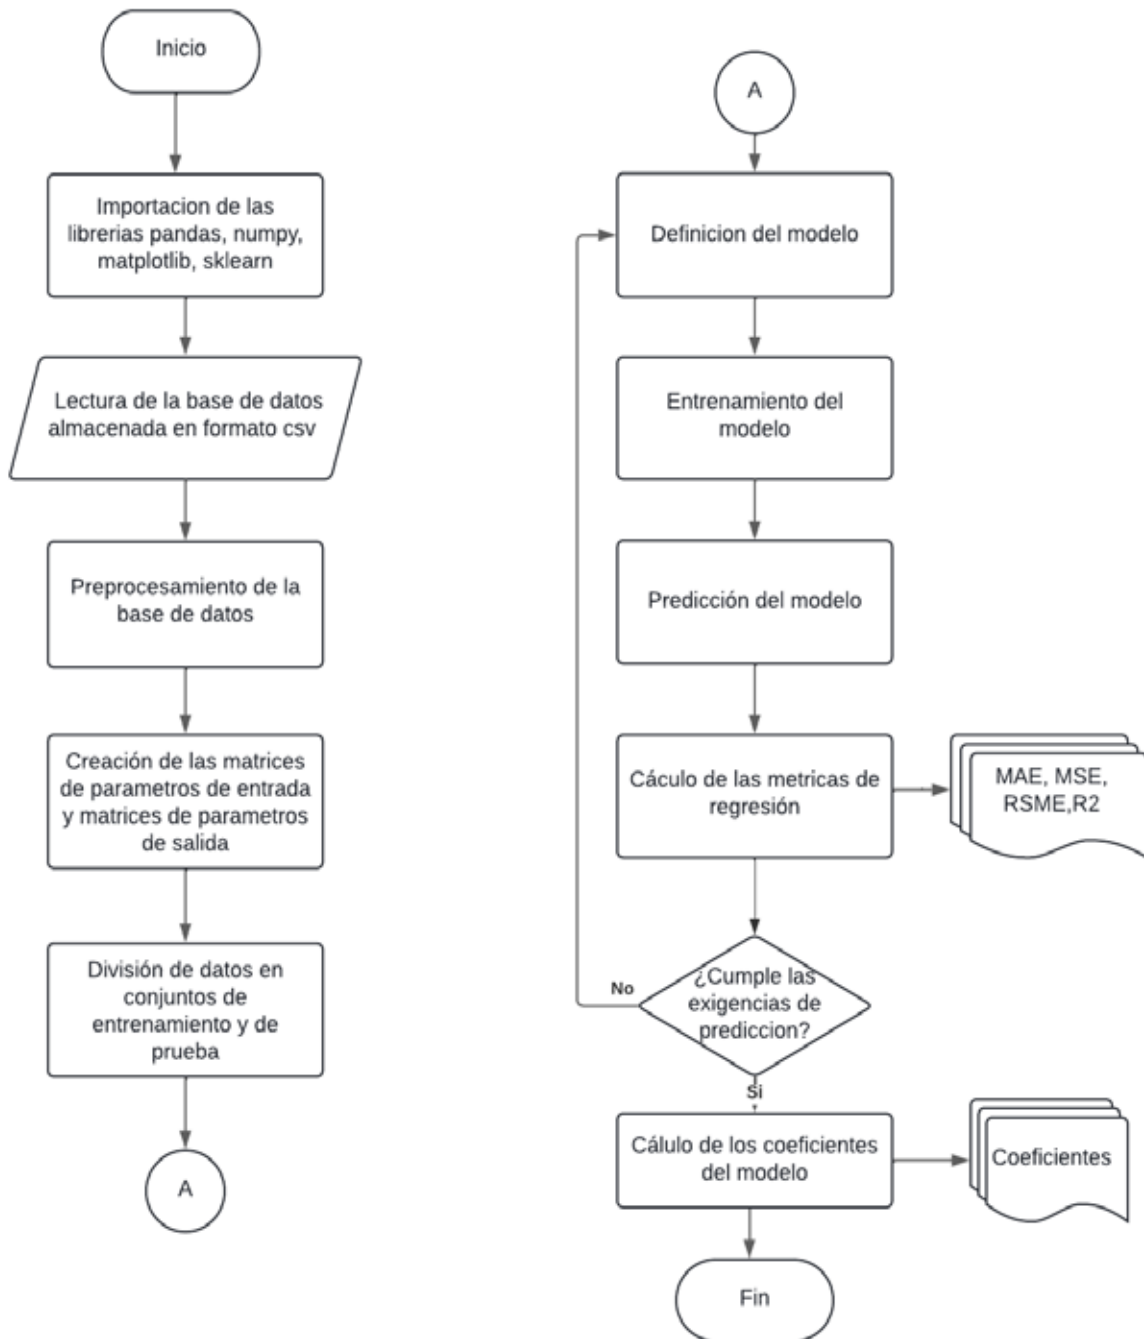 Inicio
Importacion de las
librerias pandas, numpy,
matplotlib, sklearn
Lectura de la base de datos
almacenada en formato csv
Preprocesamiento de la
base de datos
Creación de las matrices
de parametros de entrada
y matrices de parametros
de salida
División de datos en
conjuntos de
entrenamiento y de
prueba
A
A
Definicion del modelo
Entrenamiento del
modelo
Predicción del modelo
Cáculo de las metricas de
regresión
MAE, MSE,
RSME,R2
¿Cumple las
exigencias de
prediccion?
No
Si
Cálulo de los coeficientes
del modelo
Coeficientes
Fin